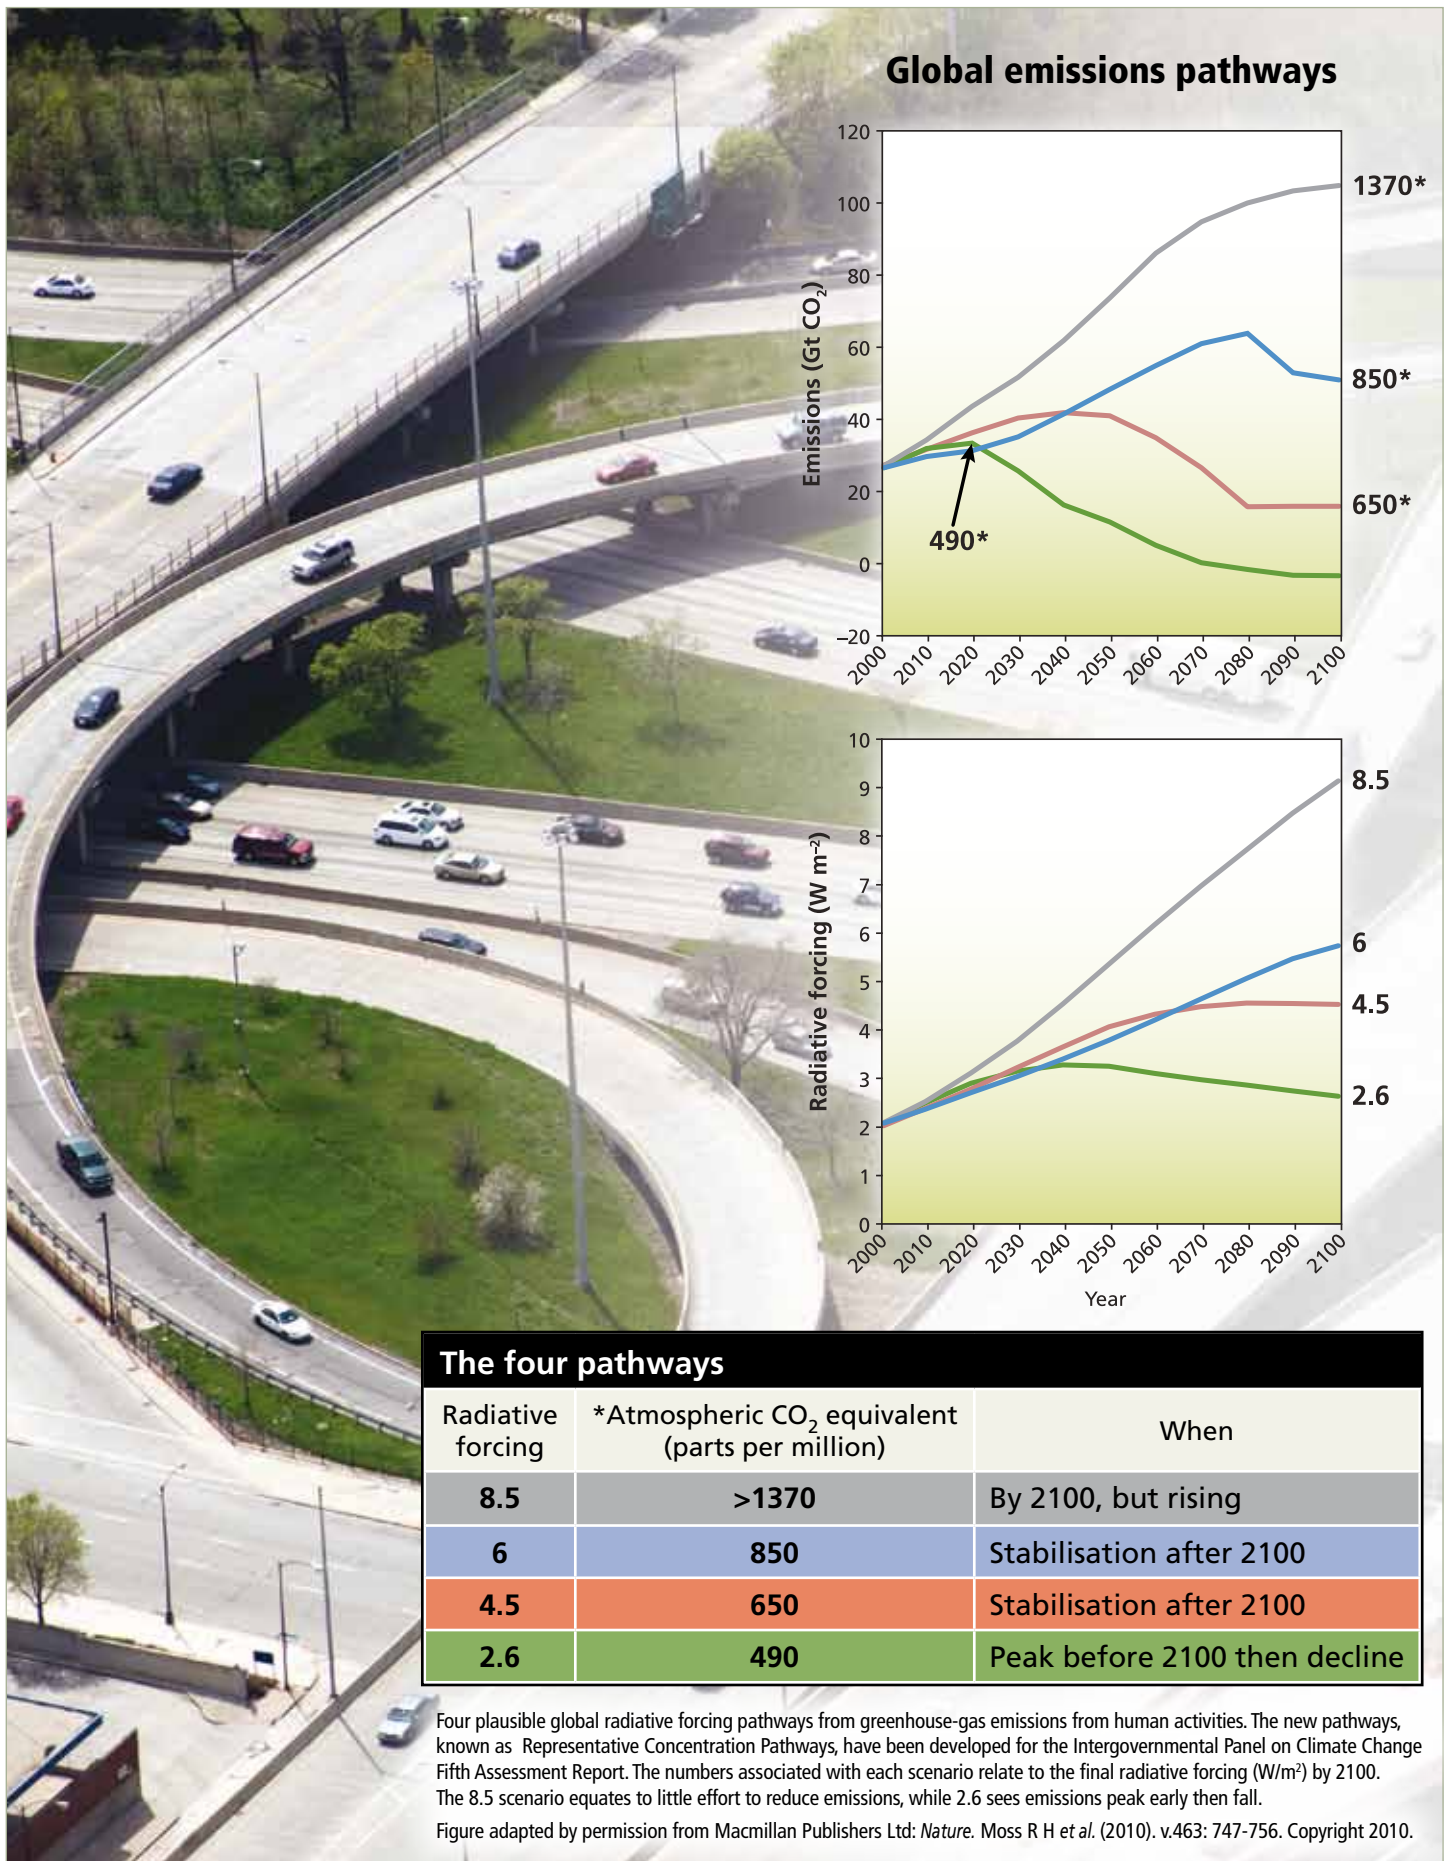 Global emissions pathways
120
100
80
60
40
20
0
–20
Emissions (Gt CO₂)
1370*
850*
650*
490*
2000 2010 2020 2030 2040 2050 2060 2070 2080 2090 2100
10
9
8
7
6
5
4
3
2
1
0
Radiative forcing (W m⁻²)
8.5
6
4.5
2.6
2000 2010 2020 2030 2040 2050 2060 2070 2080 2090 2100
Year
The four pathways
Radiative forcing
*Atmospheric CO₂ equivalent (parts per million)
When
8.5 >1370 By 2100, but rising
6 850 Stabilisation after 2100
4.5 650 Stabilisation after 2100
2.6 490 Peak before 2100 then decline
Four plausible global radiative forcing pathways from greenhouse-gas emissions from human activities. The new pathways,
known as Representative Concentration Pathways, have been developed for the Intergovernmental Panel on Climate Change
Fifth Assessment Report. The numbers associated with each scenario relate to the final radiative forcing (W/m²) by 2100.
The 8.5 scenario equates to little effort to reduce emissions, while 2.6 sees emissions peak early then fall.
Figure adapted by permission from Macmillan Publishers Ltd: Nature. Moss R H et al. (2010). v.463: 747-756. Copyright 2010.